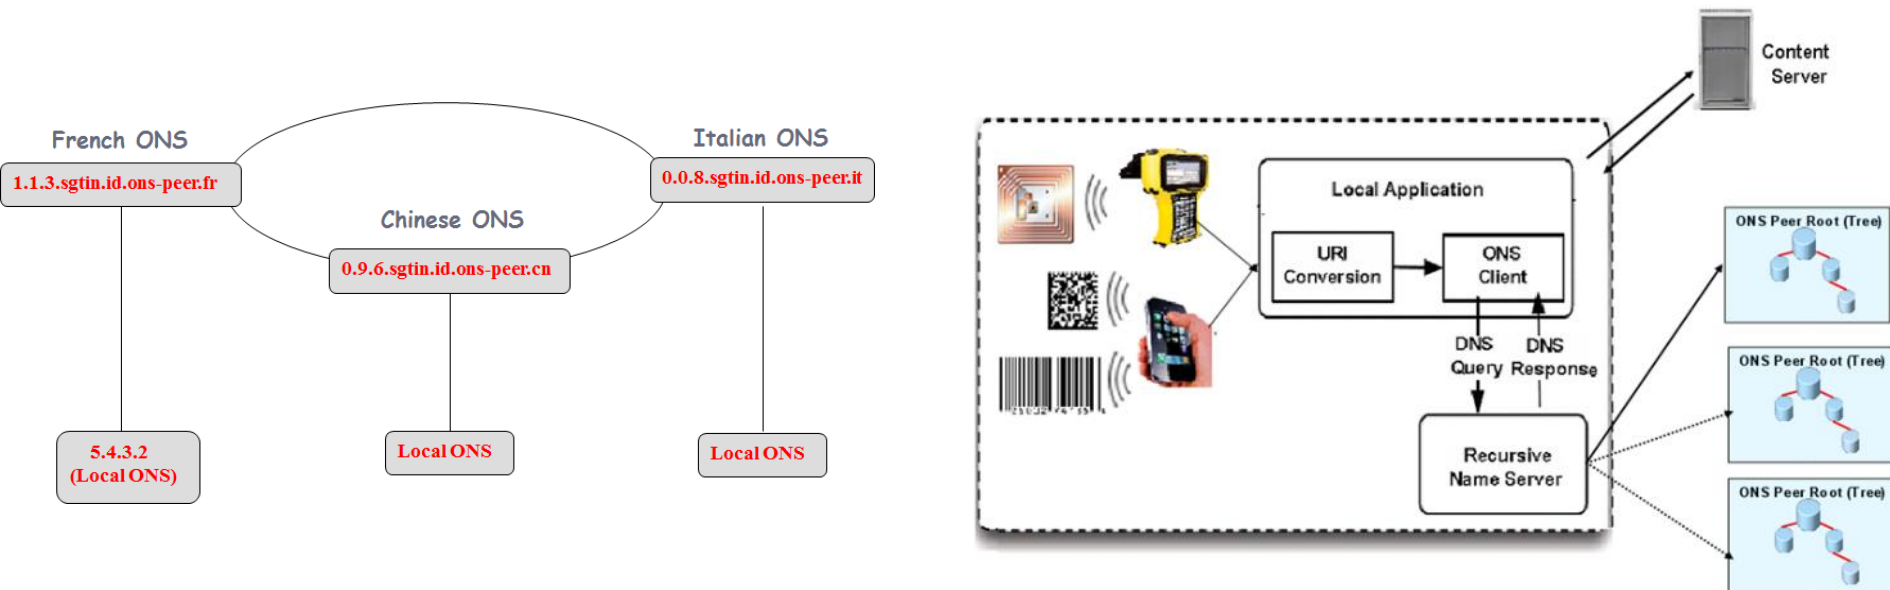 French ONS
1.1.3.sgtin.id.ons-peer.fr
Italian ONS
0.0.8.sgtin.id.ons-peer.it
Chinese ONS
0.9.6.sgtin.id.ons-peer.cn
5.4.3.2
(Local ONS)
Local ONS
Local ONS
Content
Server
Local Application
URI
Conversion
ONS
Client
DNS
Query
DNS
Response
Recursive
Name Server
ONS Peer Root (Tree)
ONS Peer Root (Tree)
ONS Peer Root (Tree)